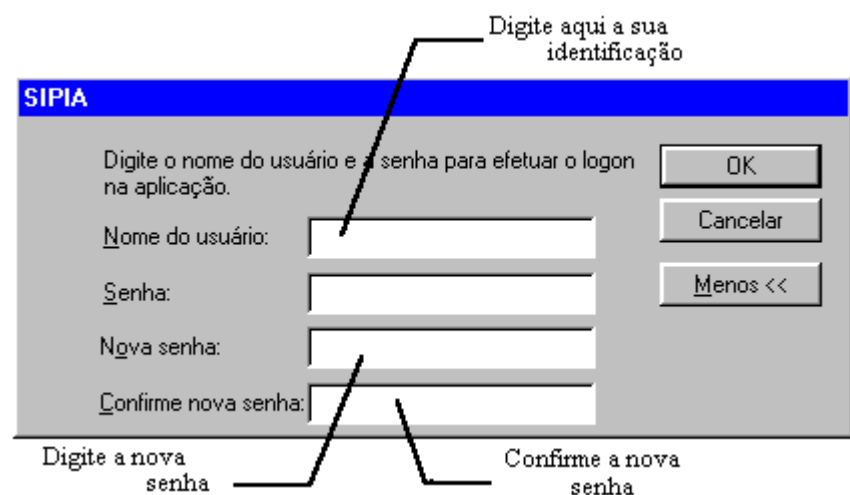 Digite aqui a sua
identificação
SIPIA
Digite o nome do usuário e a senha para efetuar o logon
na aplicação.
OK
Nome do usuário:
Cancelar
Senha:
Menos <<
Nova senha:
Confirme nova senha:
Digite a nova
senha
Confirme a nova
senha